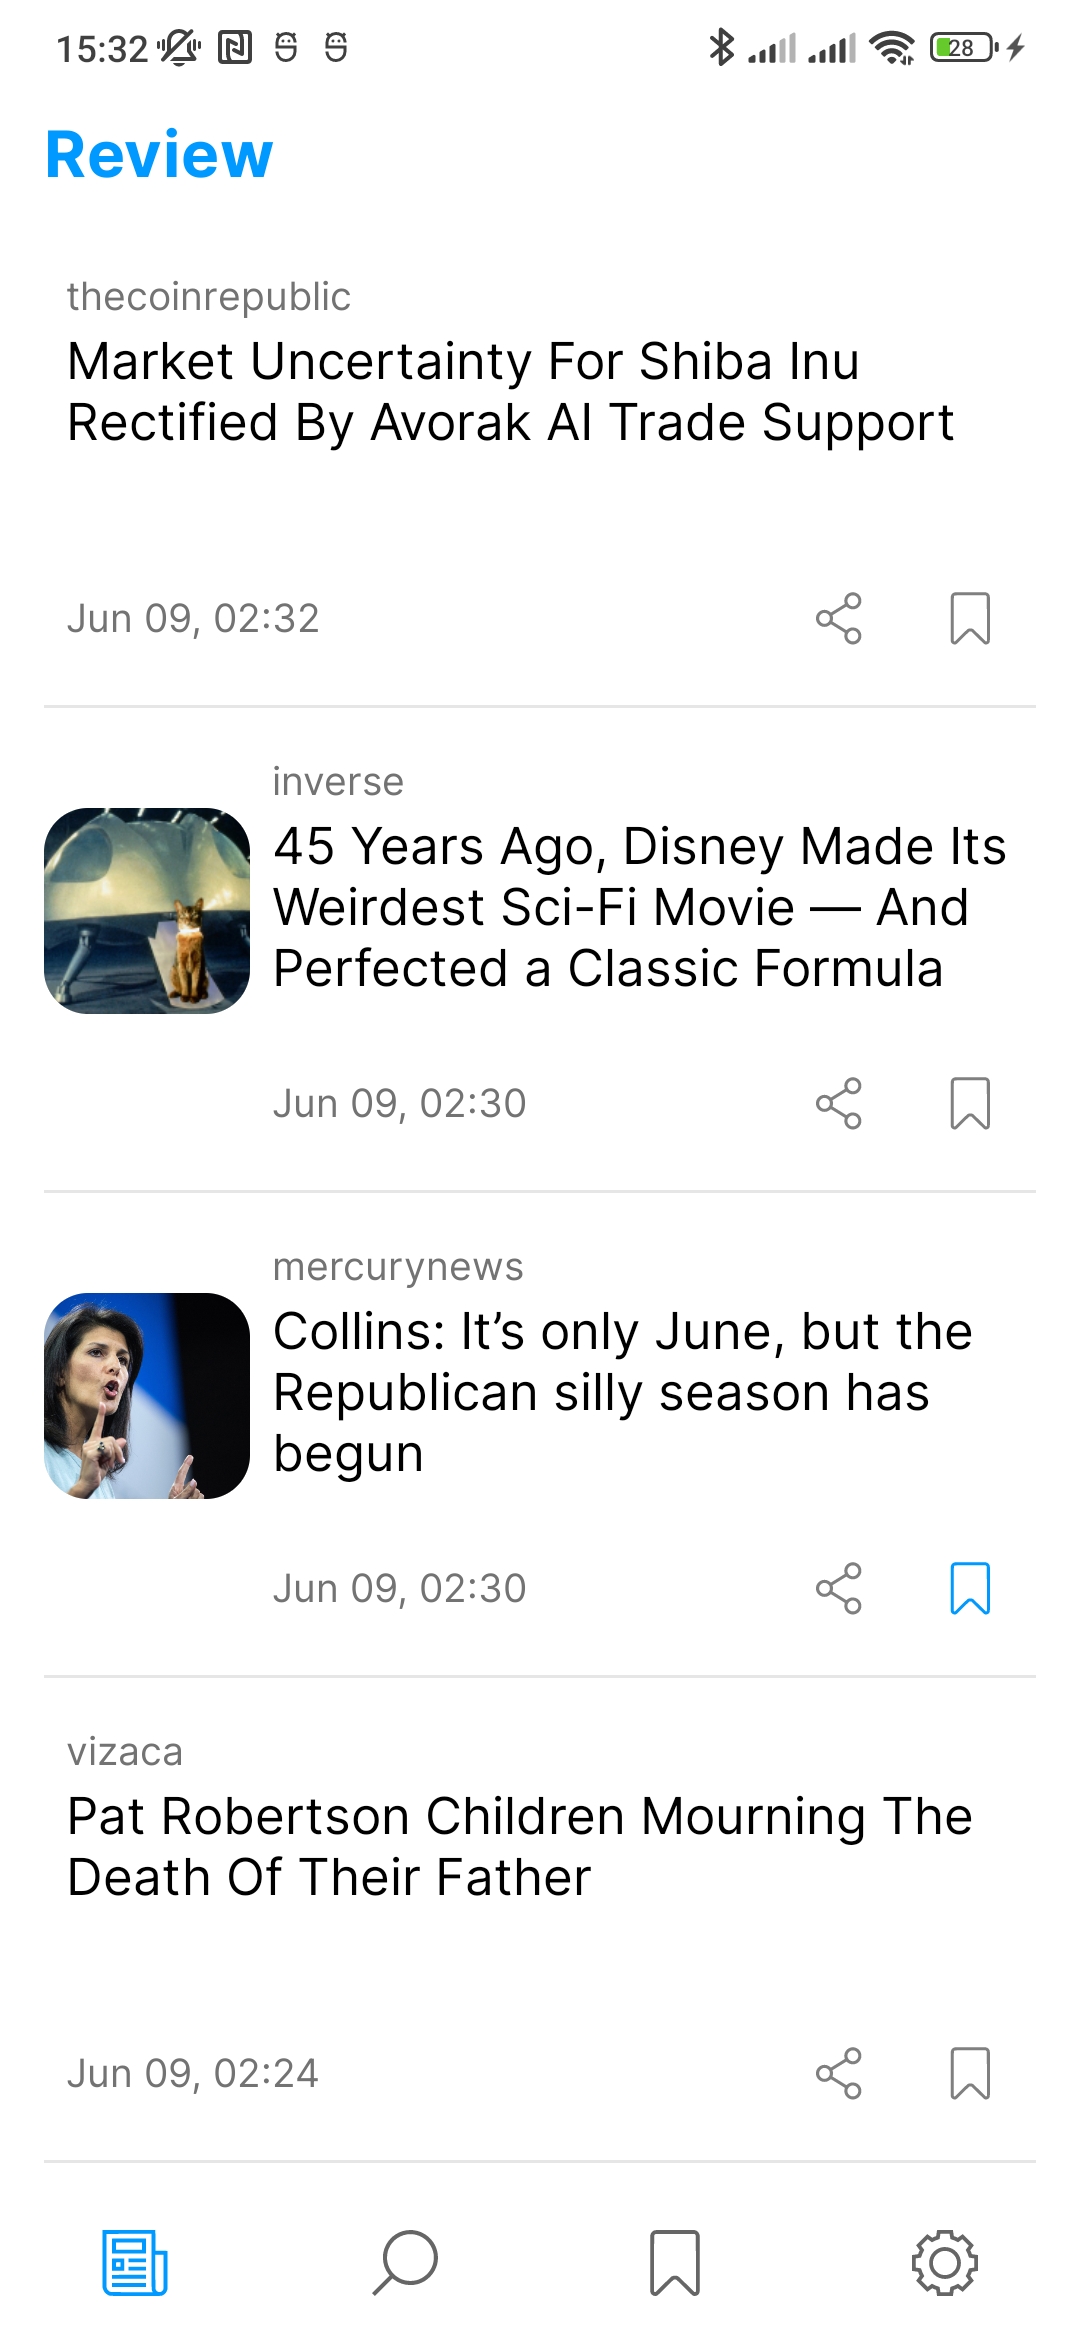 15:32
28
Review
thecoinrepublic
Market Uncertainty For Shiba Inu
Rectified By Avorak AI Trade Support
Jun 09, 02:32
inverse
45 Years Ago, Disney Made Its
Weirdest Sci-Fi Movie — And
Perfected a Classic Formula
Jun 09, 02:30
mercurynews
Collins: It’s only June, but the
Republican silly season has
begun
Jun 09, 02:30
vizaca
Pat Robertson Children Mourning The
Death Of Their Father
Jun 09, 02:24